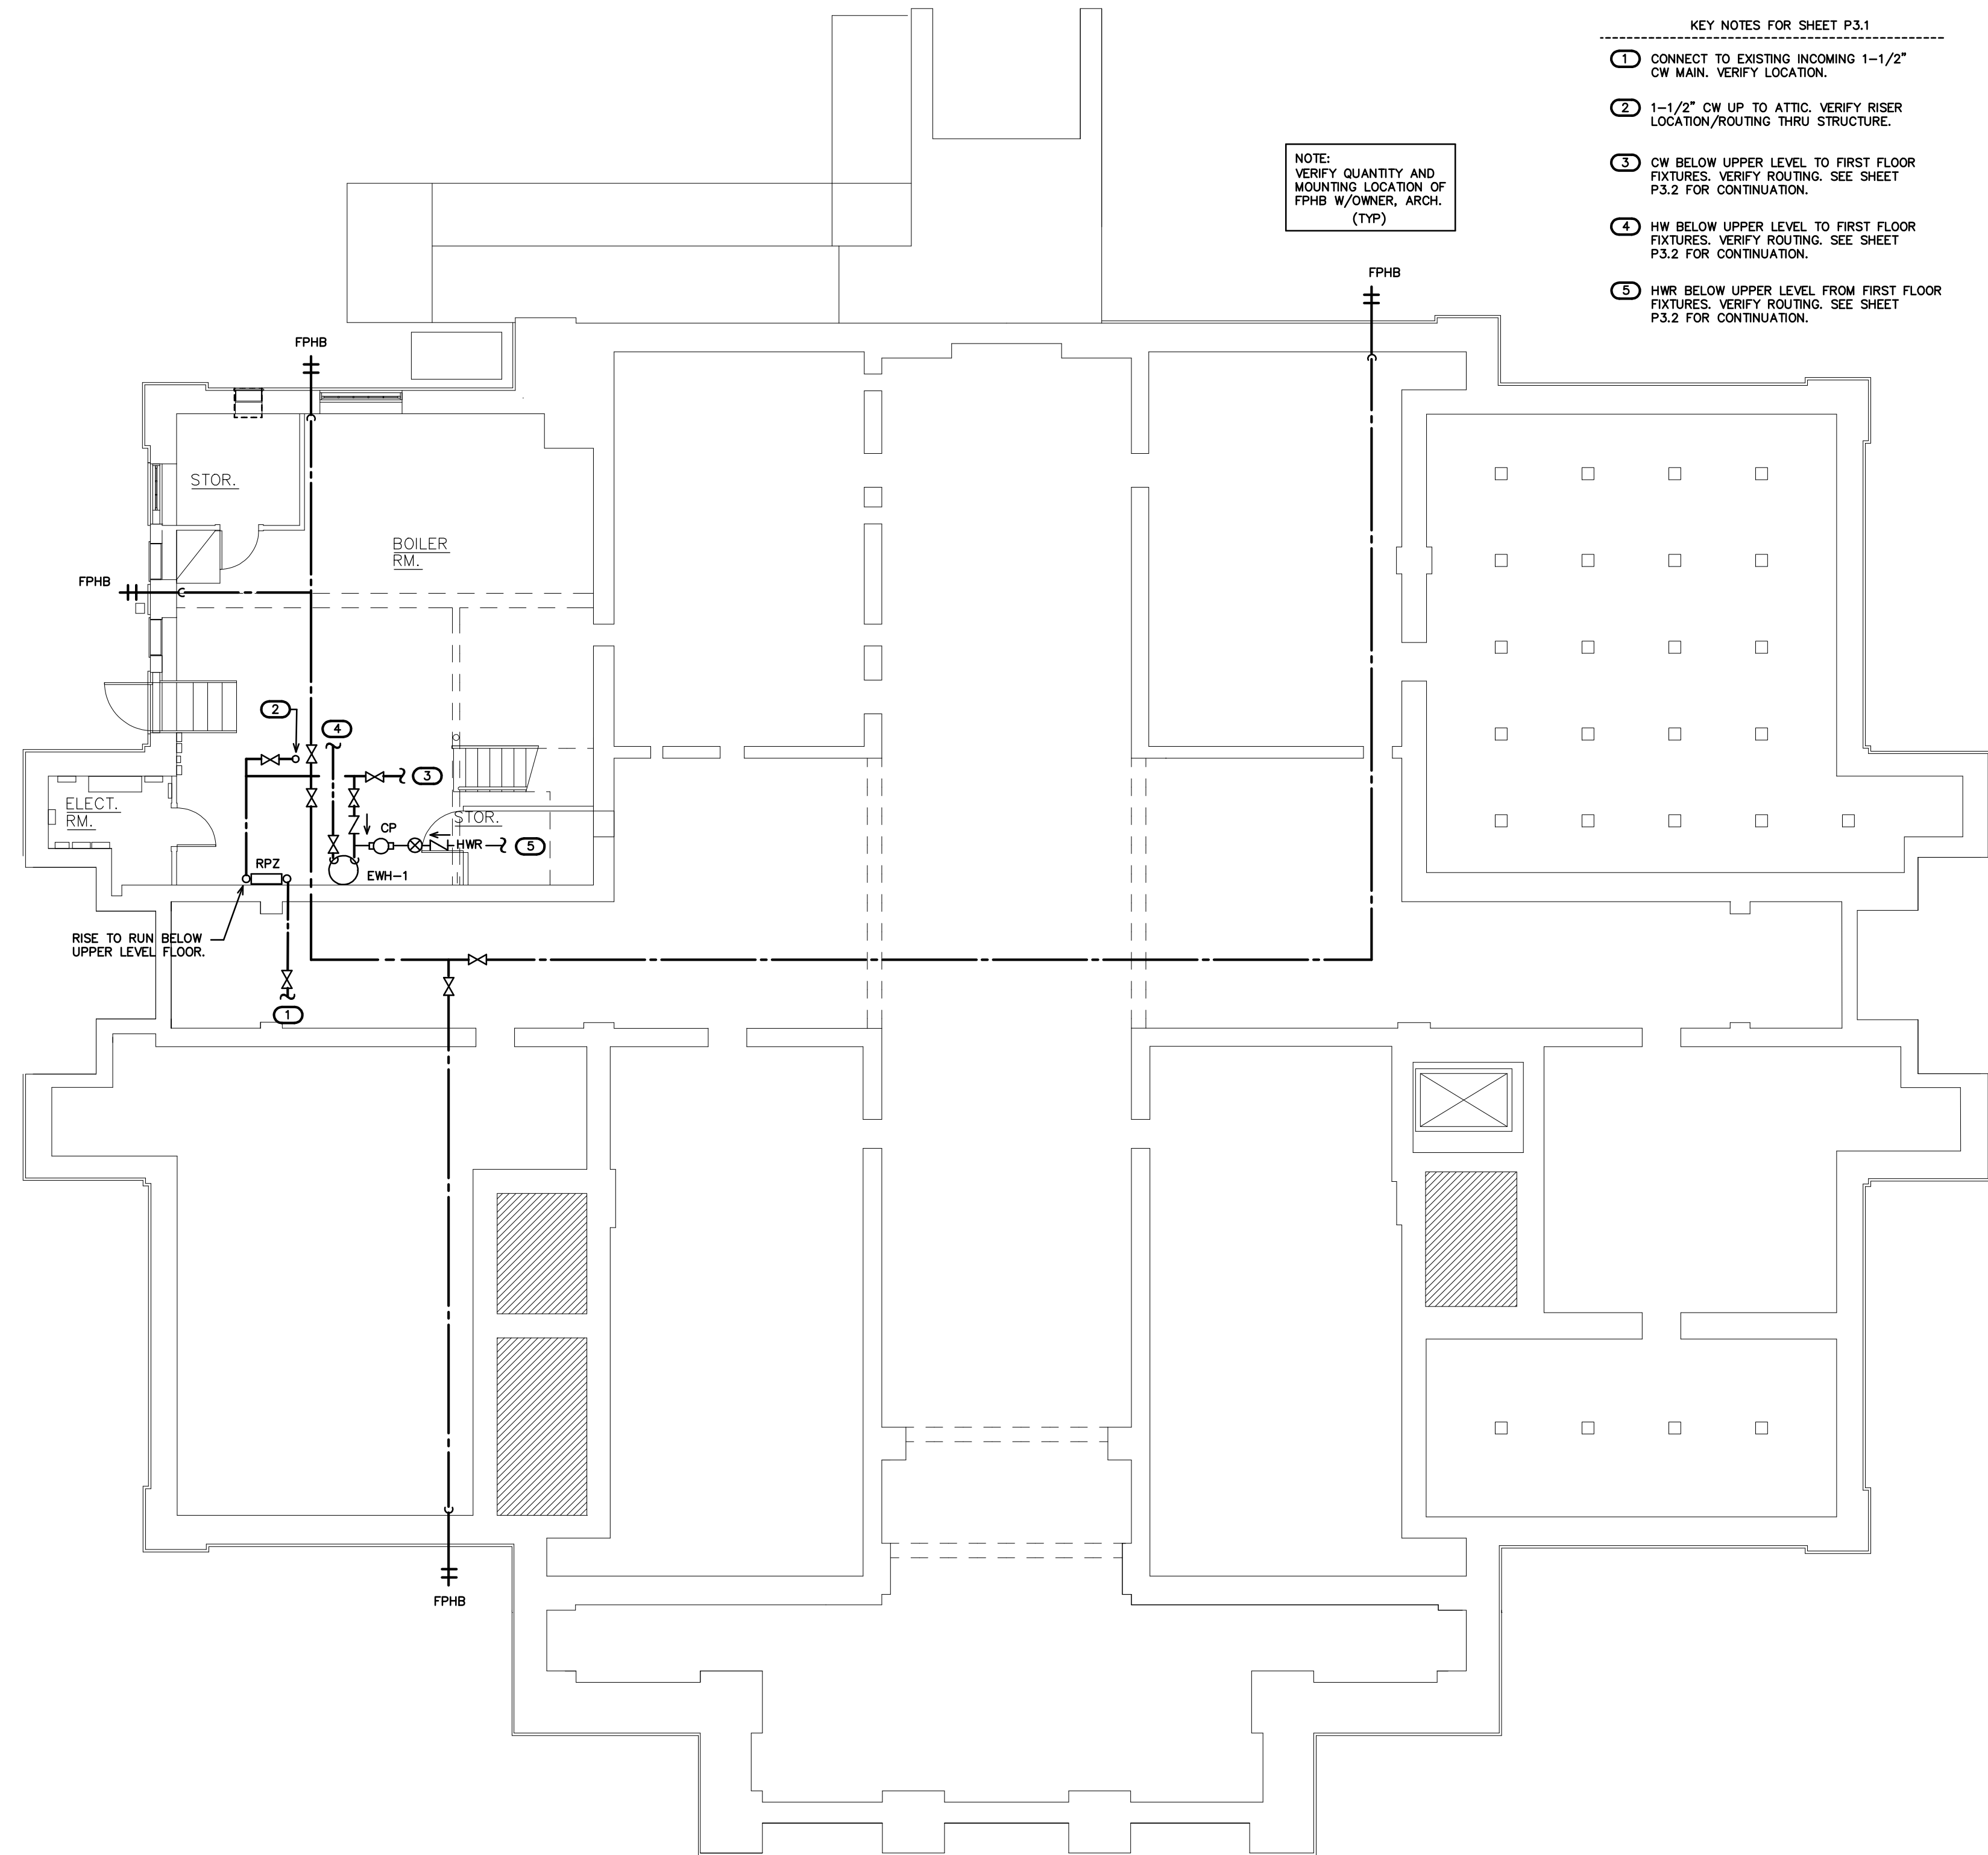 KEY NOTES FOR SHEET P3.1
1 CONNECT TO EXISTING INCOMING 1-1/2"
CW MAIN. VERIFY LOCATION.
2 1-1/2" CW UP TO ATTIC. VERIFY RISER
LOCATION/ROUTING THRU STRUCTURE.
3 CW BELOW UPPER LEVEL TO FIRST FLOOR
FIXTURES. VERIFY ROUTING. SEE SHEET
P3.2 FOR CONTINUATION.
4 HW BELOW UPPER LEVEL TO FIRST FLOOR
FIXTURES. VERIFY ROUTING. SEE SHEET
P3.2 FOR CONTINUATION.
5 HWR BELOW UPPER LEVEL FROM FIRST FLOOR
FIXTURES. VERIFY ROUTING. SEE SHEET
P3.2 FOR CONTINUATION.
NOTE:
VERIFY QUANTITY AND
MOUNTING LOCATION OF
FPHB W/OWNER, ARCH.
(TYP)
FPHB
FPHB
STOR.
BOILER
RM.
FPHB
2
4
3
ELECT.
RM.
STOR.
CP
HWR
5
RPZ
EWH-1
RISE TO RUN BELOW
UPPER LEVEL FLOOR.
1
FPHB